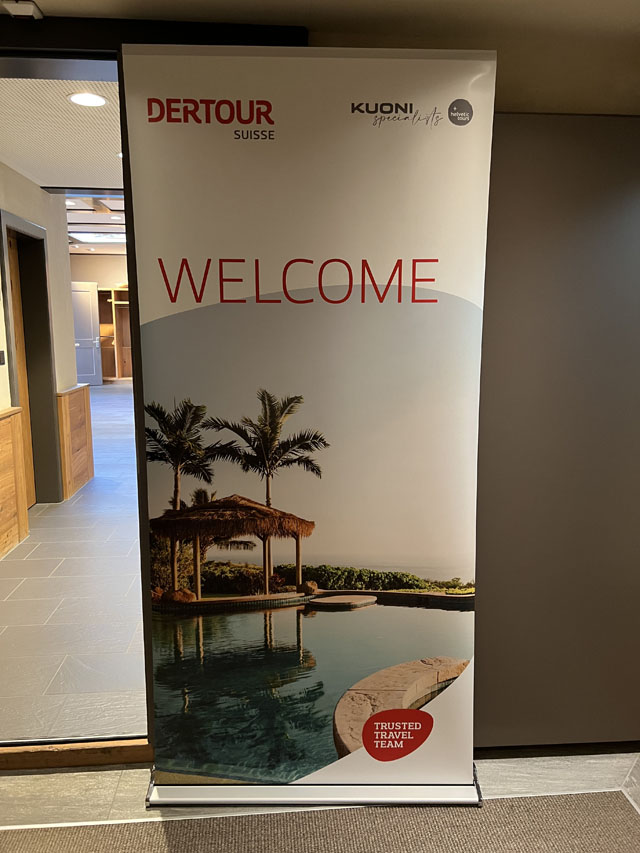 DERTOUR
SUISSE
KUONI
specialists
helvetic
tours
WELCOME
TRUSTED
TRAVEL
TEAM